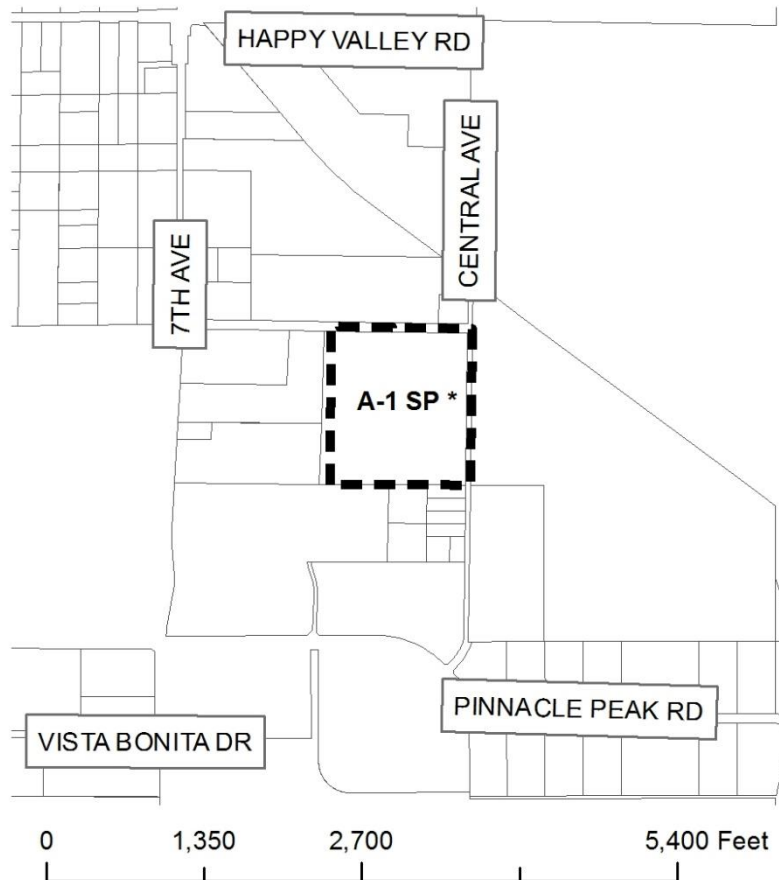 HAPPY VALLEY RD
CENTRAL AVE
7TH AVE
A-1 SP *
PINNACLE PEAK RD
VISTA BONITA DR
0 1,350 2,700 5,400 Feet